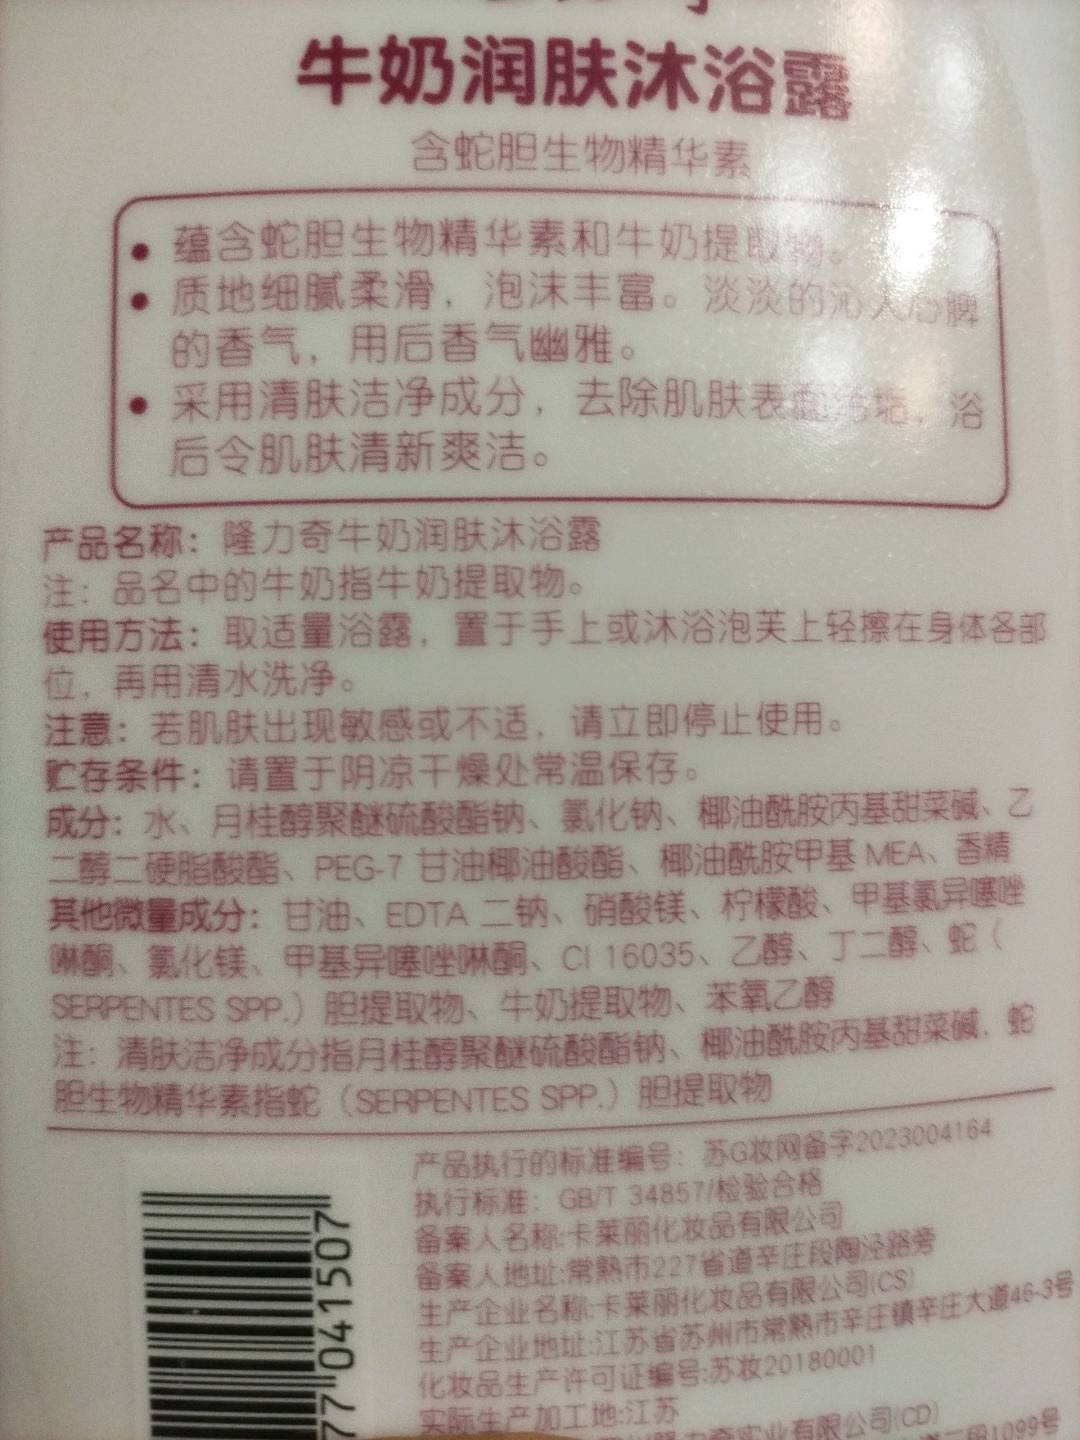 牛奶润肤沐浴露
含蛇胆生物精华素
• 蕴含蛇胆生物精华素和牛奶提取物。
• 质地细腻柔滑，泡沫丰富。淡淡的沁人心脾
的香气，用后香气幽雅。
• 采用清肤洁净成分，去除肌肤表面污垢，浴
后令肌肤清新爽洁。
产品名称：隆力奇牛奶润肤沐浴露
注：品名中的牛奶指牛奶提取物。
使用方法：取适量浴露，置于手上或沐浴泡芙上轻擦在身体各部
位，再用清水洗净。
注意：若肌肤出现敏感或不适，请立即停止使用。
贮存条件：请置于阴凉干燥处常温保存。
成分：水、月桂醇聚醚硫酸酯钠、氯化钠、椰油酰胺丙基甜菜碱、乙
二醇二硬脂酸酯、PEG-7 甘油椰油酸酯、椰油酰胺甲基 MEA、香精
其他微量成分：甘油、EDTA 二钠、硝酸镁、柠檬酸、甲基氯异噻唑
啉酮、氯化镁、甲基异噻唑啉酮、CI 16035、乙醇、丁二醇、蛇（
SERPENTES SPP.）胆提取物、牛奶提取物、苯氧乙醇
注：清肤洁净成分指月桂醇聚醚硫酸酯钠、椰油酰胺丙基甜菜碱，蛇
胆生物精华素指蛇（SERPENTES SPP.）胆提取物
产品执行的标准编号：苏G妆网备字2023004164
执行标准：GB/T 34857/检验合格
备案人名称:卡莱丽化妆品有限公司
备案人地址:常熟市227省道辛庄段陶泾路旁
生产企业名称:卡莱丽化妆品有限公司(CS)
生产企业地址:江苏省苏州市常熟市辛庄镇辛庄大道46-3号
化妆品生产许可证编号:苏妆20180001
实际生产加工地:江苏
力奇实业有限公司(CD)
二段1099号
77 041507